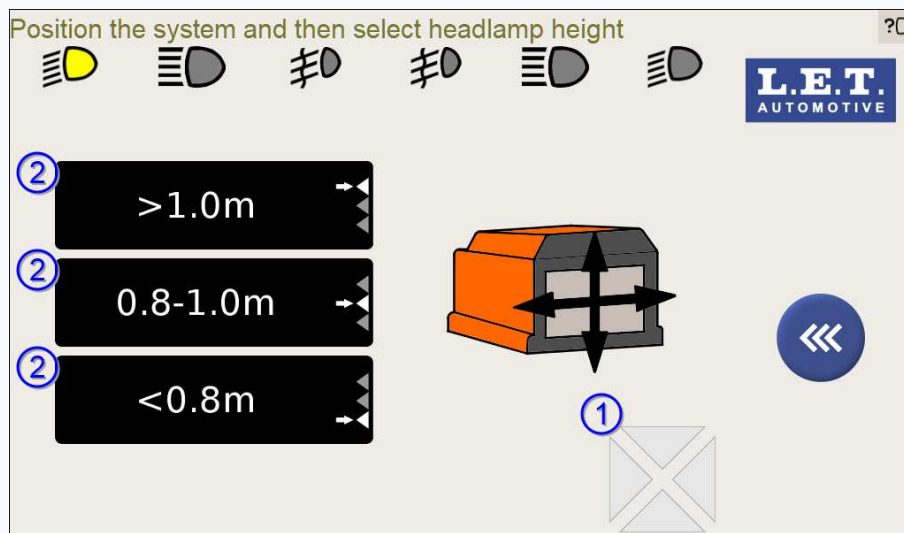 Position the system and then select headlamp height
?
L.E.T.
AUTOMOTIVE
2
>1.0m
2
0.8-1.0m
2
<0.8m
1